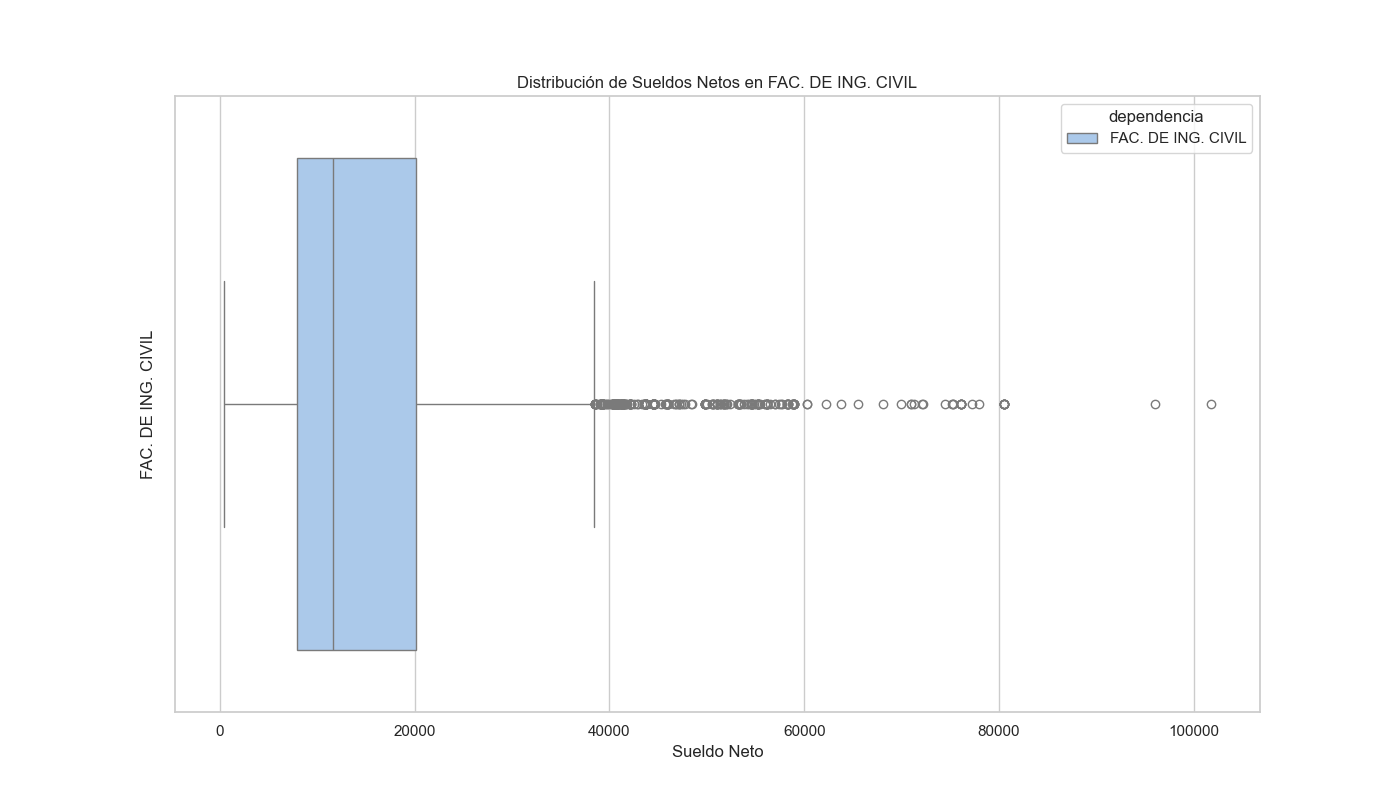 Distribución de Sueldos Netos en FAC. DE ING. CIVIL
dependencia
FAC. DE ING. CIVIL
FAC. DE ING. CIVIL
0
20000
40000
60000
80000
100000
Sueldo Neto